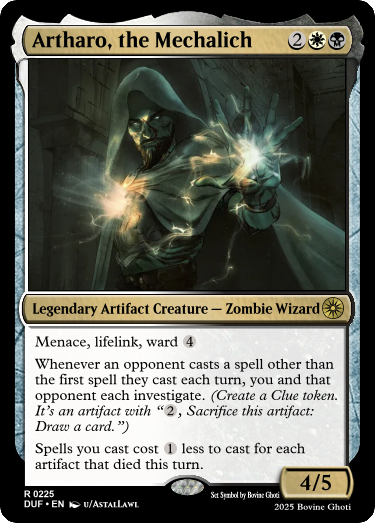 Artharo, the Mechalich 2
Legendary Artifact Creature — Zombie Wizard
Menace, lifelink, ward 4
Whenever an opponent casts a spell other than
the first spell they cast each turn, you and that
opponent each investigate. (Create a Clue token.
It's an artifact with “2, Sacrifice this artifact:
Draw a card.”)
Spells you cast cost 1 less to cast for each
artifact that died this turn.
4/5
R 0225
DUF • EN u/AstalLawl
Set Symbol by Bovine Ghoti
2025 Bovine Ghoti